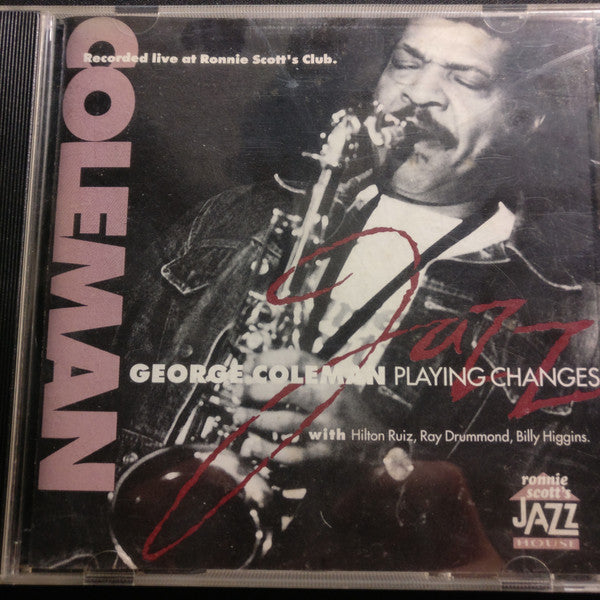 COLEMAN
Recorded live at Ronnie Scott's Club.
Jazz
GEORGE COLEMAN PLAYING CHANGES
with Hilton Ruiz, Ray Drummond, Billy Higgins.
ronnie
scott's
JAZZ
HOUSE